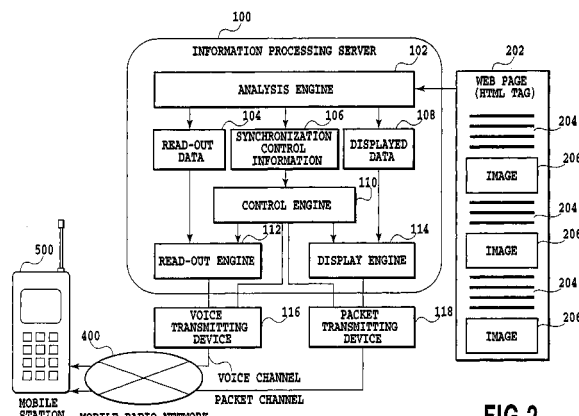 100
INFORMATION PROCESSING SERVER
102
ANALYSIS ENGINE
202
WEB PAGE
(HTML TAG)
104
106
108
READ-OUT
DATA
SYNCHRONIZATION
CONTROL
INFORMATION
DISPLAYED
DATA
204
206
IMAGE
110
CONTROL ENGINE
204
112
114
READ-OUT ENGINE
DISPLAY ENGINE
206
IMAGE
500
204
VOICE
TRANSMITTING
DEVICE
116
PACKET
TRANSMITTING
DEVICE
118
206
IMAGE
400
VOICE CHANNEL
PACKET CHANNEL
MOBILE
STATION
MOBILE RADIO NETWORK
FIG.2